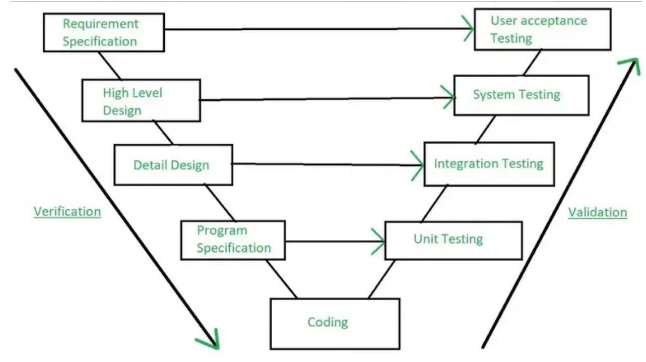 Requirement
Specification
User acceptance
Testing
High Level
Design
System Testing
Detail Design
Integration Testing
Verification
Validation
Program
Specification
Unit Testing
Coding